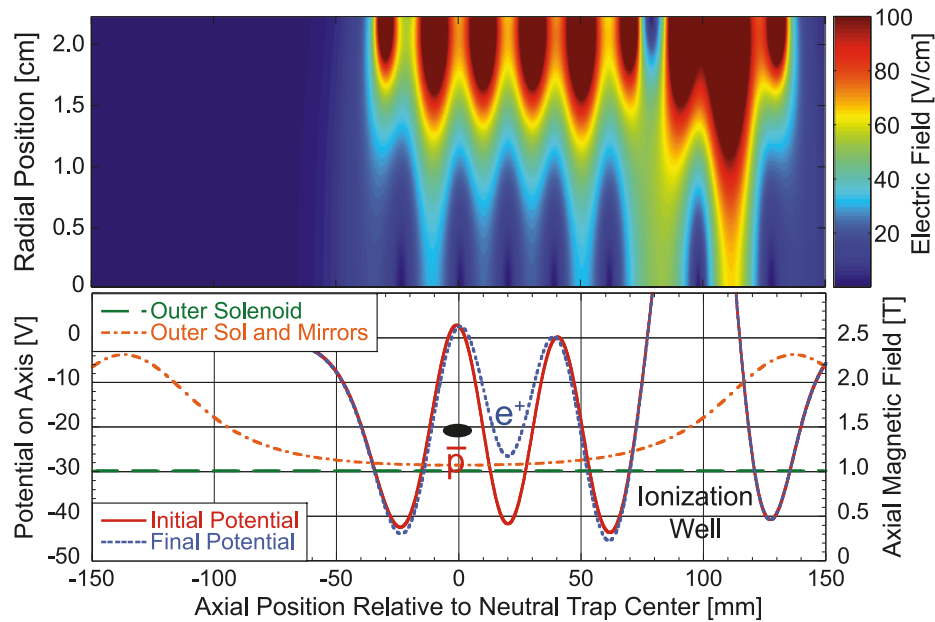 Radial Position [cm]
2.0
1.5
1.0
0.5
0
100
80
60
40
20
Electric Field [V/cm]
Potential on Axis [V]
0
-10
-20
-30
-40
-50
Outer Solenoid
Outer Sol and Mirrors
e+
p̅
Ionization
Well
Initial Potential
Final Potential
2.5
2.0
1.5
1.0
0.5
0
Axial Magnetic Field [T]
-150
-100
-50
0
50
100
150
Axial Position Relative to Neutral Trap Center [mm]